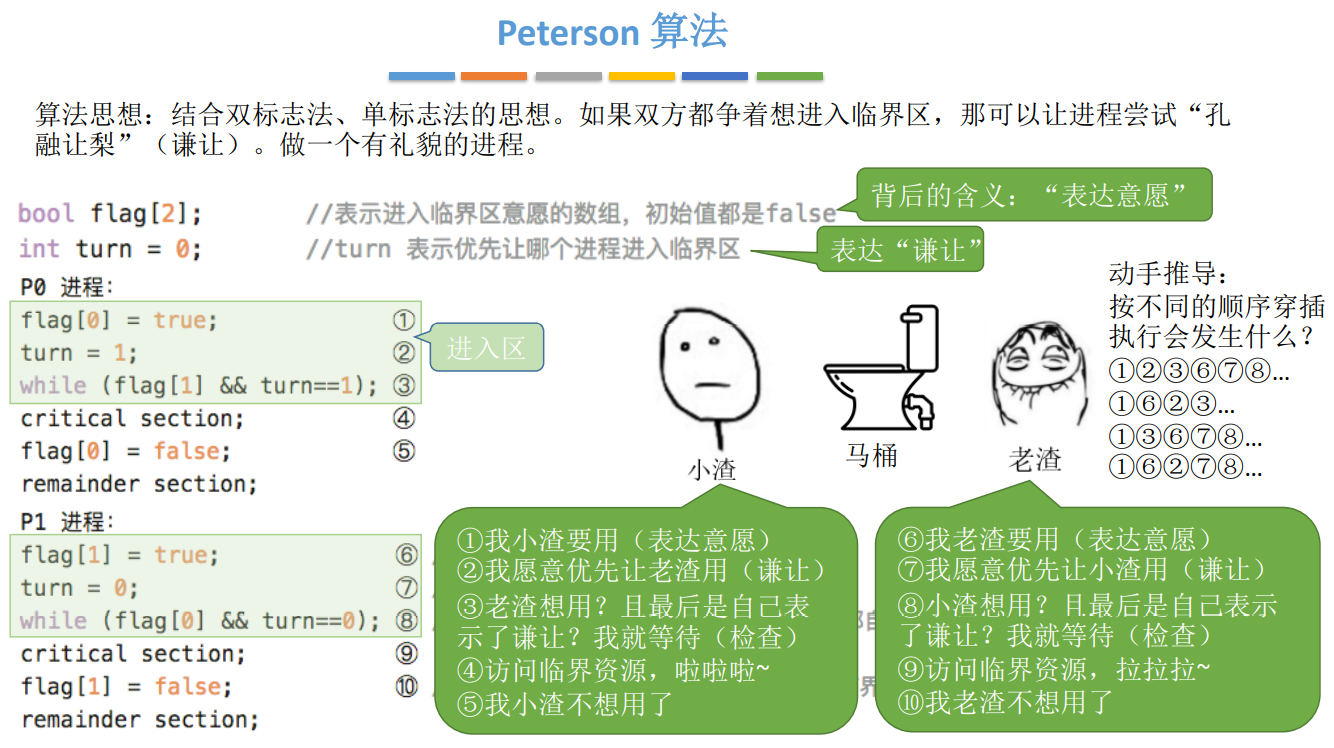 Peterson 算法
算法思想：结合双标志法、单标志法的思想。如果双方都争着想进入临界区，那可以让进程尝试“孔
融让梨”（谦让）。做一个有礼貌的进程。
背后的含义：“表达意愿”
bool flag[2]; //表示进入临界区意愿的数组，初始值都是false
int turn = 0; //turn 表示优先让哪个进程进入临界区
表达“谦让”
P0 进程：
flag[0] = true; ①
turn = 1; ②
while (flag[1] && turn==1); ③
critical section; ④
flag[0] = false; ⑤
remainder section;
进入区
P1 进程：
flag[1] = true; ⑥
turn = 0; ⑦
while (flag[0] && turn==0); ⑧
critical section; ⑨
flag[1] = false; ⑩
remainder section;
小渣
马桶
老渣
动手推导：
按不同的顺序穿插
执行会发生什么？
①②③⑥⑦⑧…
①⑥②③…
①③⑥⑦⑧…
①⑥②⑦⑧…
①我小渣要用（表达意愿）
②我愿意优先让老渣用（谦让）
③老渣想用？且最后是自己表
示了谦让？我就等待（检查）
④访问临界资源，啦啦啦~
⑤我小渣不想用了
⑥我老渣要用（表达意愿）
⑦我愿意优先让小渣用（谦让）
⑧小渣想用？且最后是自己表示
了谦让？我就等待（检查）
⑨访问临界资源，拉拉拉~
⑩我老渣不想用了